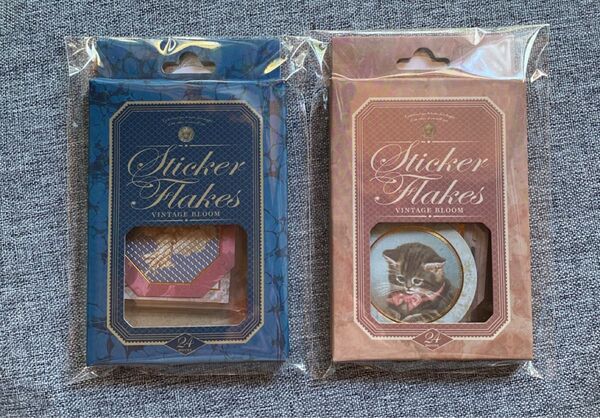 Sticker
Flakes
VINTAGE BLOOM
24
Sticker
Flakes
VINTAGE BLOOM
24